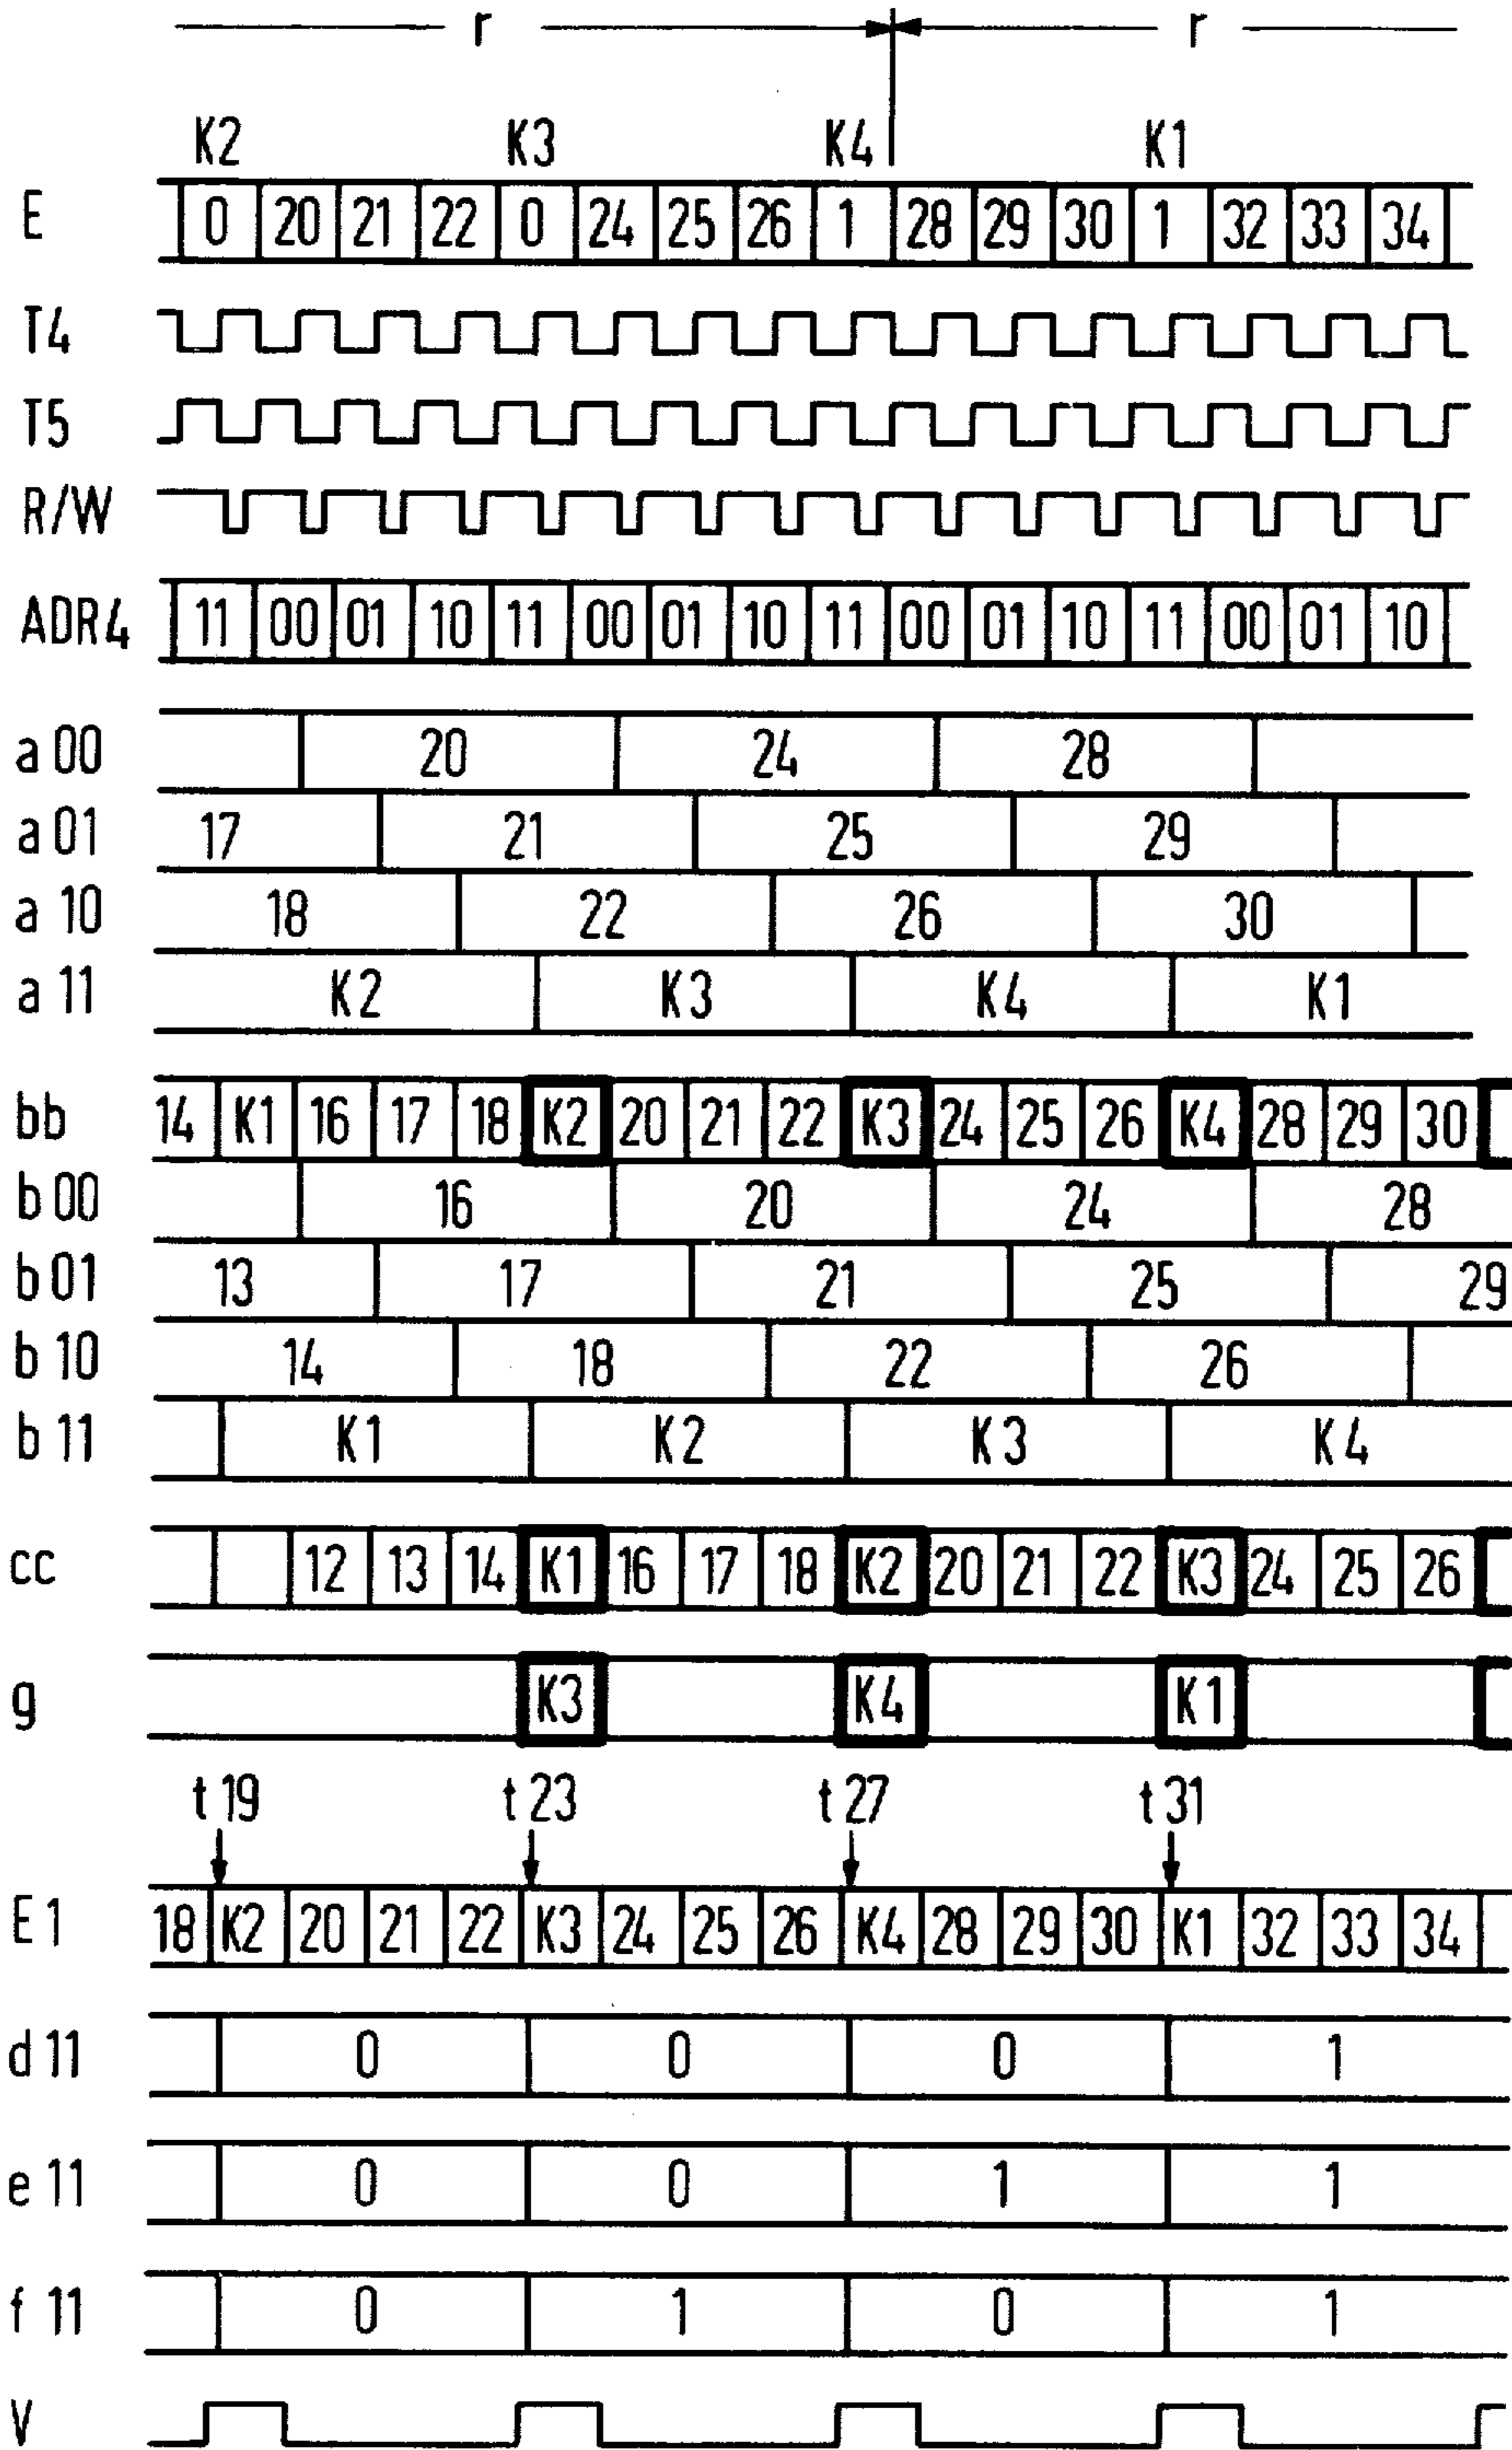 r r
K2 K3 K4 K1
E 0 20 21 22 0 24 25 26 1 28 29 30 1 32 33 34
T4
T5
R/W
ADR4 11 00 01 10 11 00 01 10 11 00 01 10 11 00 01 10
a 00 20 24 28
a 01 17 21 25 29
a 10 18 22 26 30
a 11 K2 K3 K4 K1
bb 14 K1 16 17 18 K2 20 21 22 K3 24 25 26 K4 28 29 30
b 00 16 20 24 28
b 01 13 17 21 25 29
b 10 14 18 22 26
b 11 K1 K2 K3 K4
cc 12 13 14 K1 16 17 18 K2 20 21 22 K3 24 25 26
g K3 K4 K1
t 19 t 23 t 27 t 31
E 1 18 K2 20 21 22 K3 24 25 26 K4 28 29 30 K1 32 33 34
d 11 0 0 0 1
e 11 0 0 1 1
f 11 0 1 0 1
V